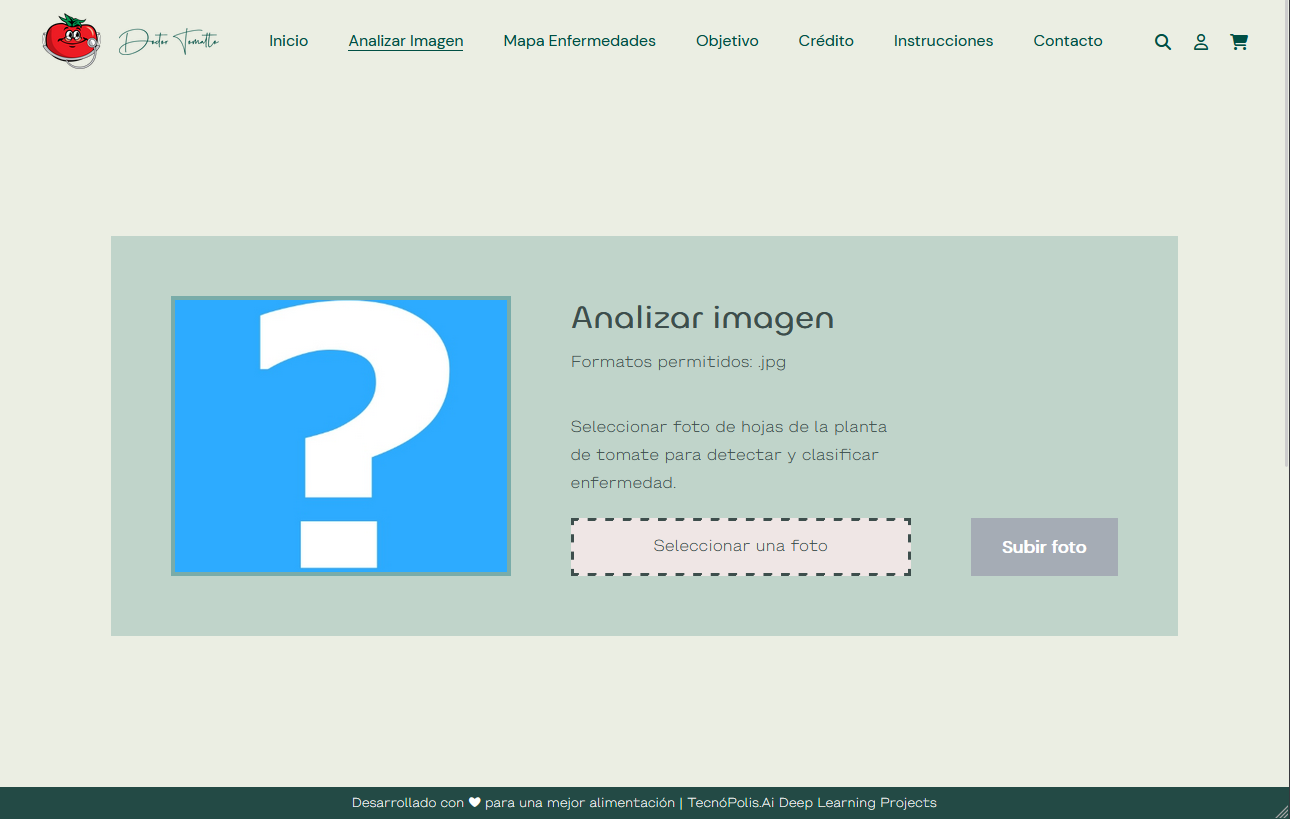 Doctor Tomatto
Inicio
Analizar Imagen
Mapa Enfermedades
Objetivo
Crédito
Instrucciones
Contacto
?
Analizar imagen
Formatos permitidos: .jpg
Seleccionar foto de hojas de la planta
de tomate para detectar y clasificar
enfermedad.
Seleccionar una foto
Subir foto
Desarrollado con ♥ para una mejor alimentación | TecnóPolis.Ai Deep Learning Projects